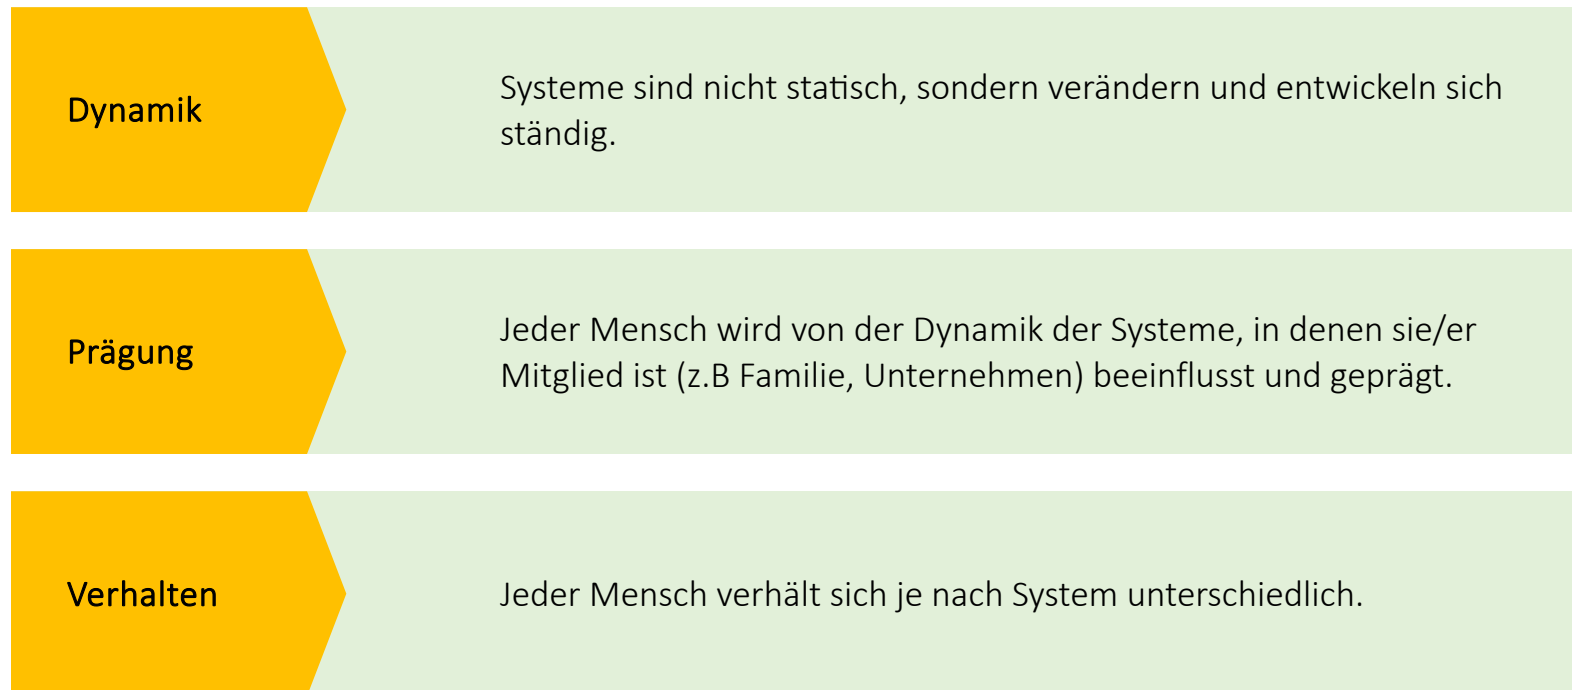 Dynamik
Systeme sind nicht statisch, sondern verändern und entwickeln sich
ständig.
Prägung
Jeder Mensch wird von der Dynamik der Systeme, in denen sie/er
Mitglied ist (z.B Familie, Unternehmen) beeinflusst und geprägt.
Verhalten
Jeder Mensch verhält sich je nach System unterschiedlich.